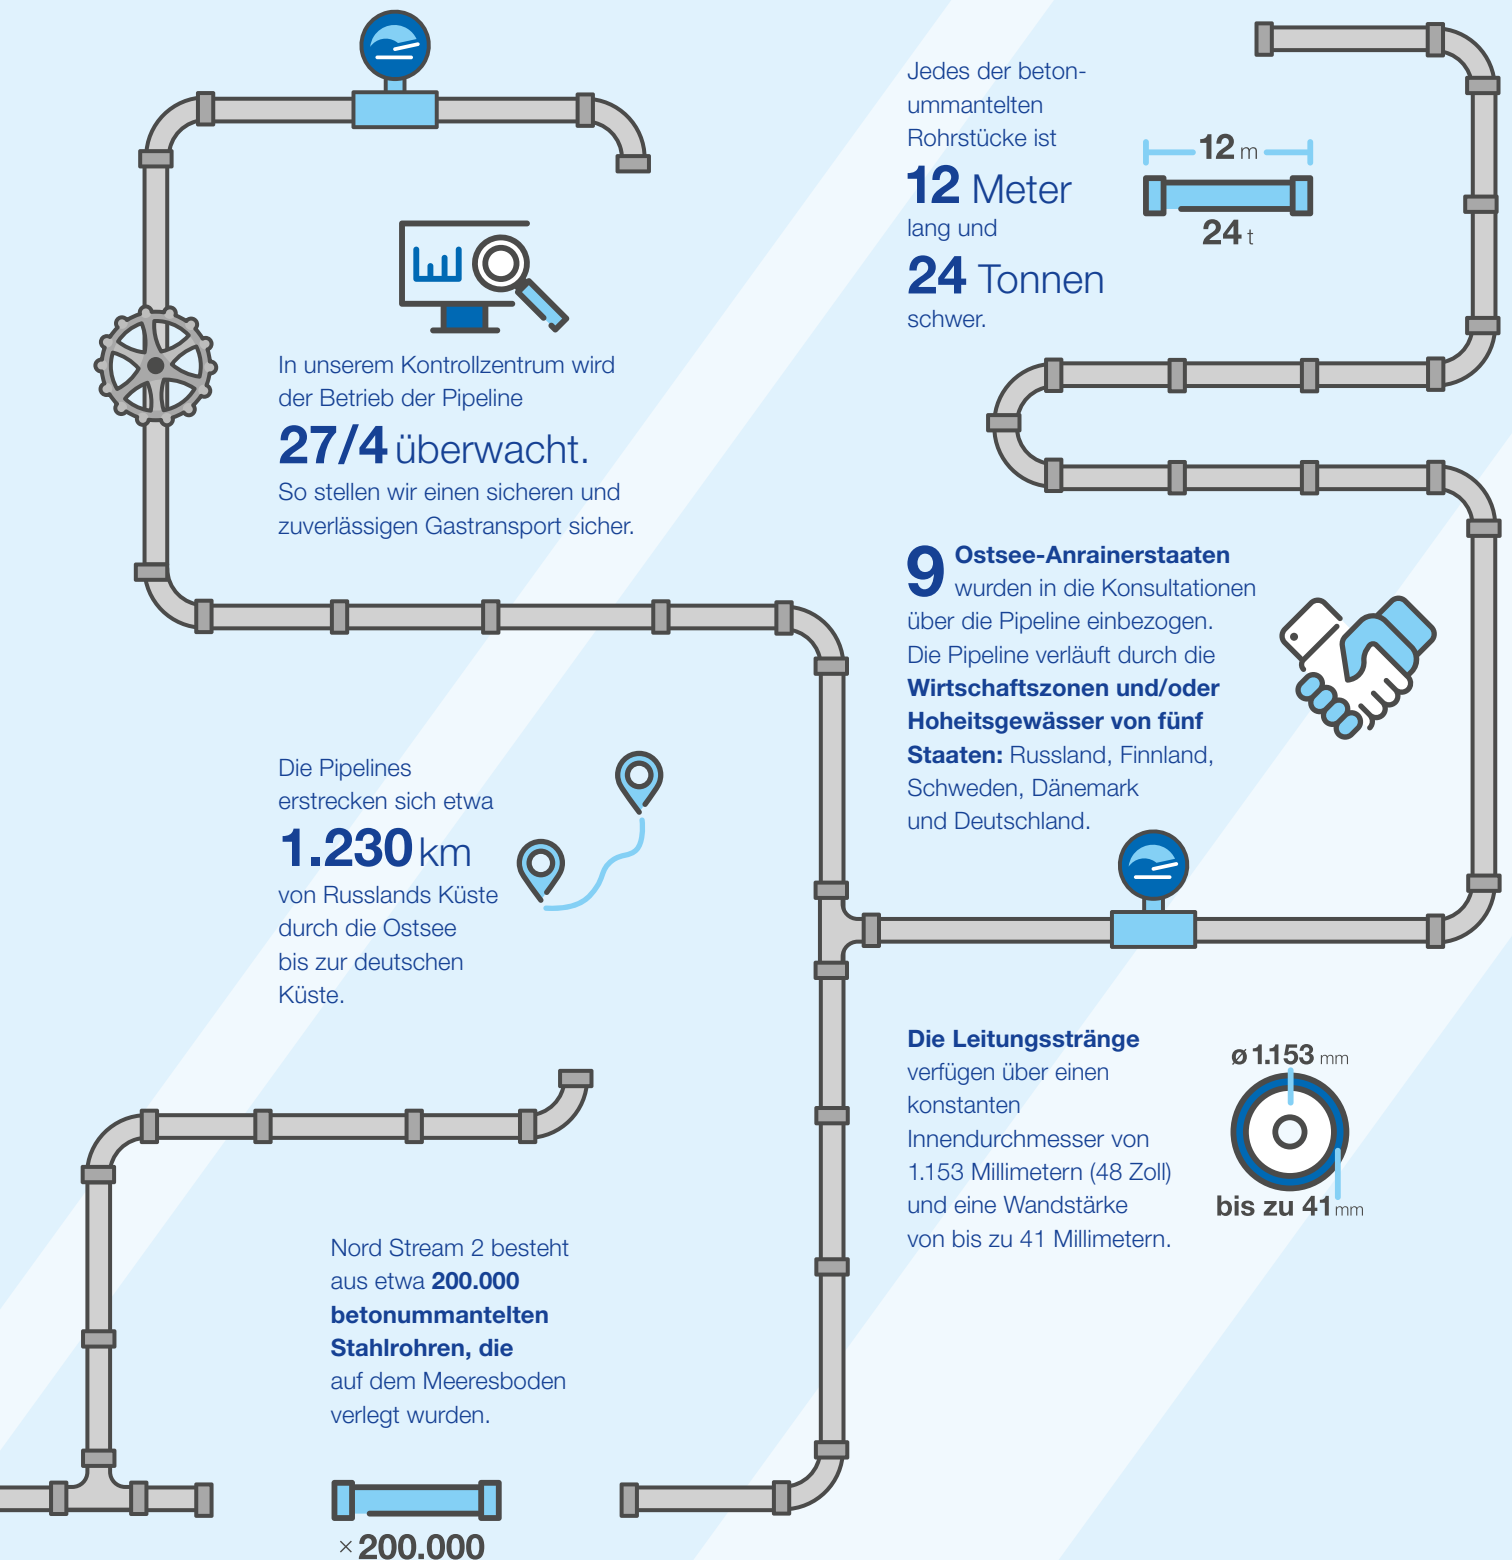 In unserem Kontrollzentrum wird
der Betrieb der Pipeline
27/4 überwacht.
So stellen wir einen sicheren und
zuverlässigen Gastransport sicher.
Die Pipelines
erstrecken sich etwa
1.230 km
von Russlands Küste
durch die Ostsee
bis zur deutschen
Küste.
Nord Stream 2 besteht
aus etwa 200.000
betonummantelten
Stahlrohren, die
auf dem Meeresboden
verlegt wurden.
× 200.000
Jedes der beton-
ummantelten
Rohrstücke ist
12 Meter
lang und
24 Tonnen
schwer.
12 m
24 t
9 Ostsee-Anrainerstaaten
wurden in die Konsultationen
über die Pipeline einbezogen.
Die Pipeline verläuft durch die
Wirtschaftszonen und/oder
Hoheitsgewässer von fünf
Staaten: Russland, Finnland,
Schweden, Dänemark
und Deutschland.
Die Leitungsstränge
verfügen über einen
konstanten
Innendurchmesser von
1.153 Millimetern (48 Zoll)
und eine Wandstärke
von bis zu 41 Millimetern.
ø 1.153 mm
bis zu 41 mm